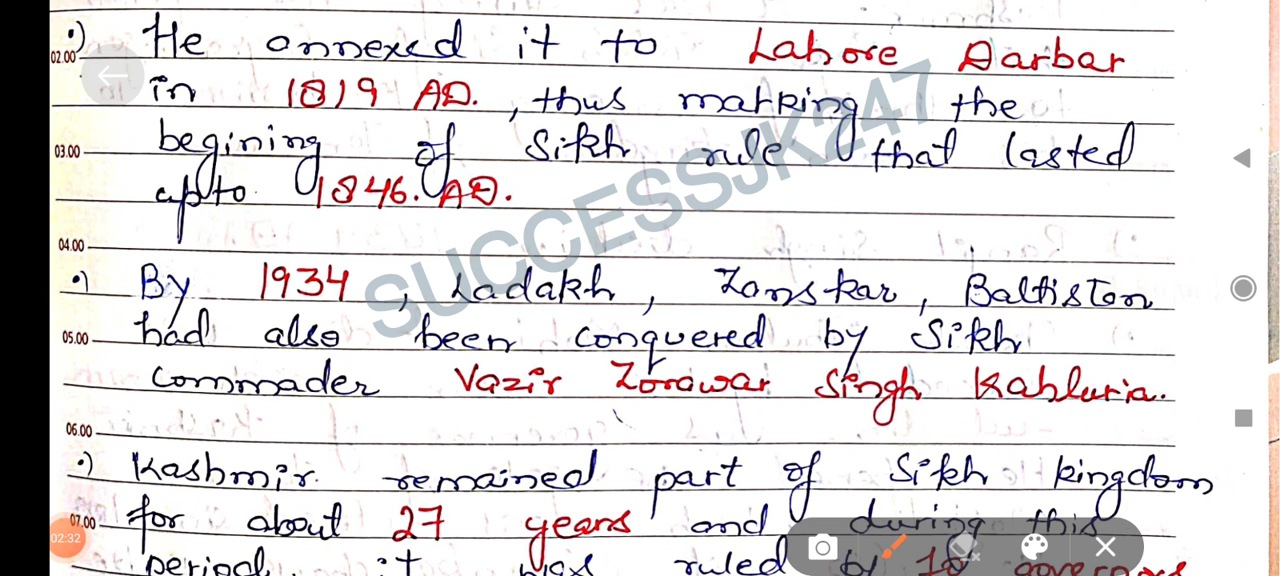 •) He annexed it to Lahore Darbar
02.00
in 1819 AD., thus marking the
begining of Sikh rule that lasted
03.00
upto 1846. AD.
04.00
•) By 1934, Ladakh, Zanskar, Baltistan
had also been conquered by Sikh
05.00
commader Vazir Zorawar Singh Kahluria.
06.00
•) Kashmir remained part of Sikh kingdom
for about 27 years and during this
07.00
02:32
period it was ruled by 10 governors
SUCCESSJK247